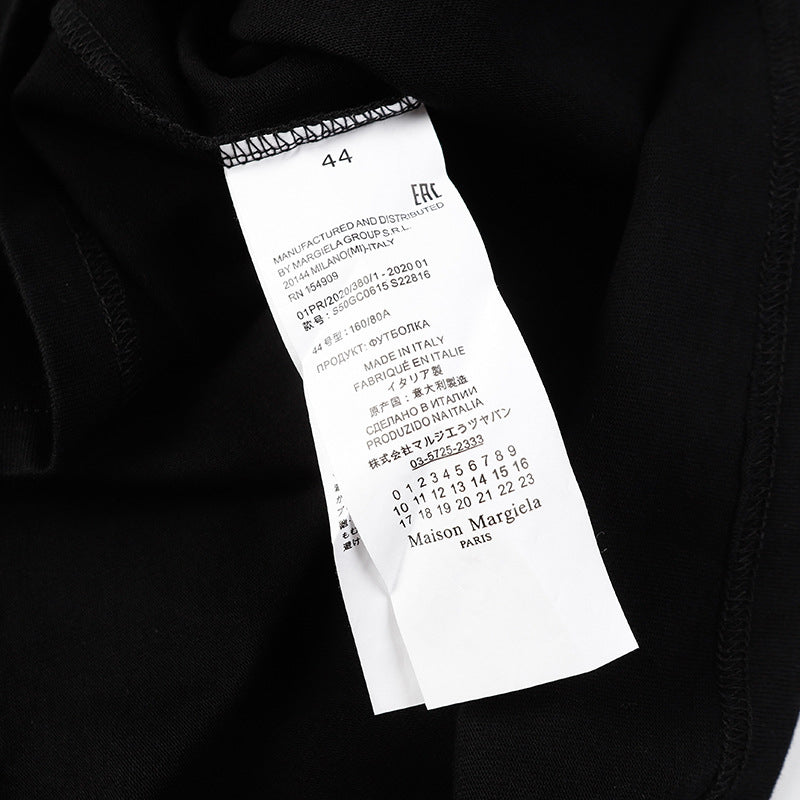 44
EAC
MANUFACTURED AND DISTRIBUTED
BY MARGIELA GROUP S.R.L.
20144 MILANO(MI)-ITALY
RN 154909
01PR/2020/380/1 - 2020 01
款号: S50GC0615 S22816
44 号型:160/80A
ПРОДУКТ: ФУТБОЛКА
MADE IN ITALY
FABRIQUÉ EN ITALIE
イタリア製
原产国:意大利製造
СДЕЛАНО В ИТАЛИИ
PRODUZIDO NA ITALIA
株式会社マルジエうツヤバン
03-5725-2333
0 1 2 3 4 5 6 7 8 9
10 11 12 13 14 15 16
17 18 19 20 21 22 23
Maison Margiela
PARIS